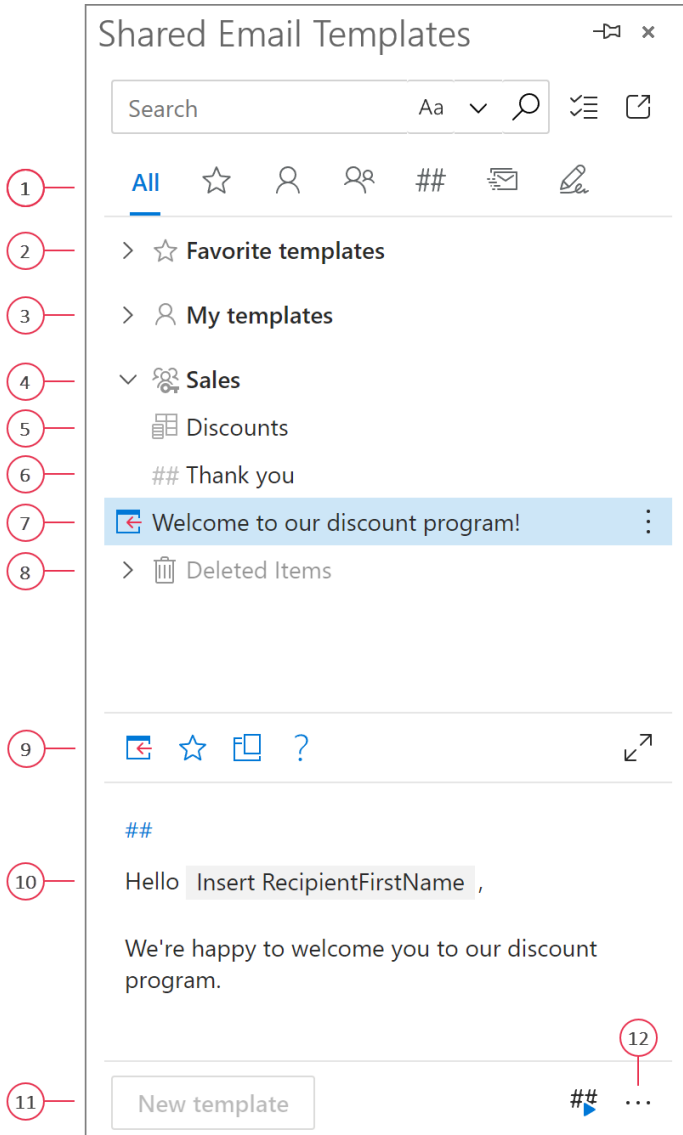 Shared Email Templates
Search Aa
1 All ##
2 Favorite templates
3 My templates
4 Sales
5 Discounts
6 ## Thank you
7 Welcome to our discount program!
8 Deleted Items
9 ?
##
10 Hello Insert RecipientFirstName ,
We're happy to welcome you to our discount
program.
12
11 New template ## ...